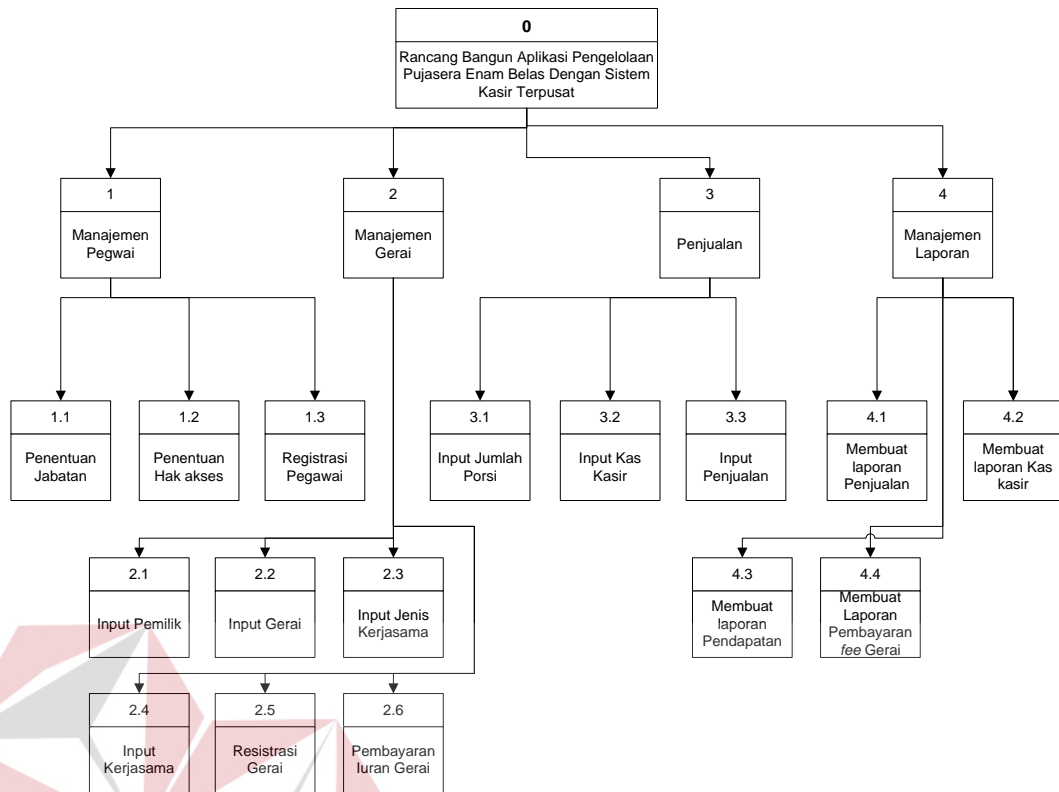 0
Rancang Bangun Aplikasi Pengelolaan
Pujasera Enam Belas Dengan Sistem
Kasir Terpusat
1
Manajemen
Pegwai
2
Manajemen
Gerai
3
Penjualan
4
Manajemen
Laporan
1.1
Penentuan
Jabatan
1.2
Penentuan
Hak akses
1.3
Registrasi
Pegawai
3.1
Input Jumlah
Porsi
3.2
Input Kas
Kasir
3.3
Input
Penjualan
4.1
Membuat
laporan
Penjualan
4.2
Membuat
laporan Kas
kasir
2.1
Input Pemilik
2.2
Input Gerai
2.3
Input Jenis
Kerjasama
4.3
Membuat
laporan
Pendapatan
4.4
Membuat
Laporan
Pembayaran
fee Gerai
2.4
Input
Kerjasama
2.5
Resistrasi
Gerai
2.6
Pembayaran
Iuran Gerai